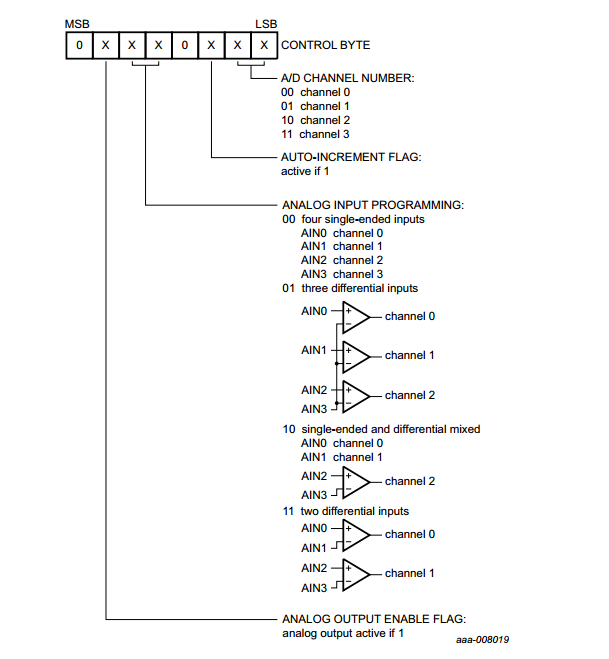 MSB LSB
0 X X X 0 X X X CONTROL BYTE
A/D CHANNEL NUMBER:
00 channel 0
01 channel 1
10 channel 2
11 channel 3
AUTO-INCREMENT FLAG:
active if 1
ANALOG INPUT PROGRAMMING:
00 four single-ended inputs
AIN0 channel 0
AIN1 channel 1
AIN2 channel 2
AIN3 channel 3
01 three differential inputs
AIN0 + − channel 0
AIN1 + − channel 1
AIN2 + − channel 2
AIN3
10 single-ended and differential mixed
AIN0 channel 0
AIN1 channel 1
AIN2 + − channel 2
AIN3
11 two differential inputs
AIN0 + − channel 0
AIN1
AIN2 + − channel 1
AIN3
ANALOG OUTPUT ENABLE FLAG:
analog output active if 1
aaa-008019